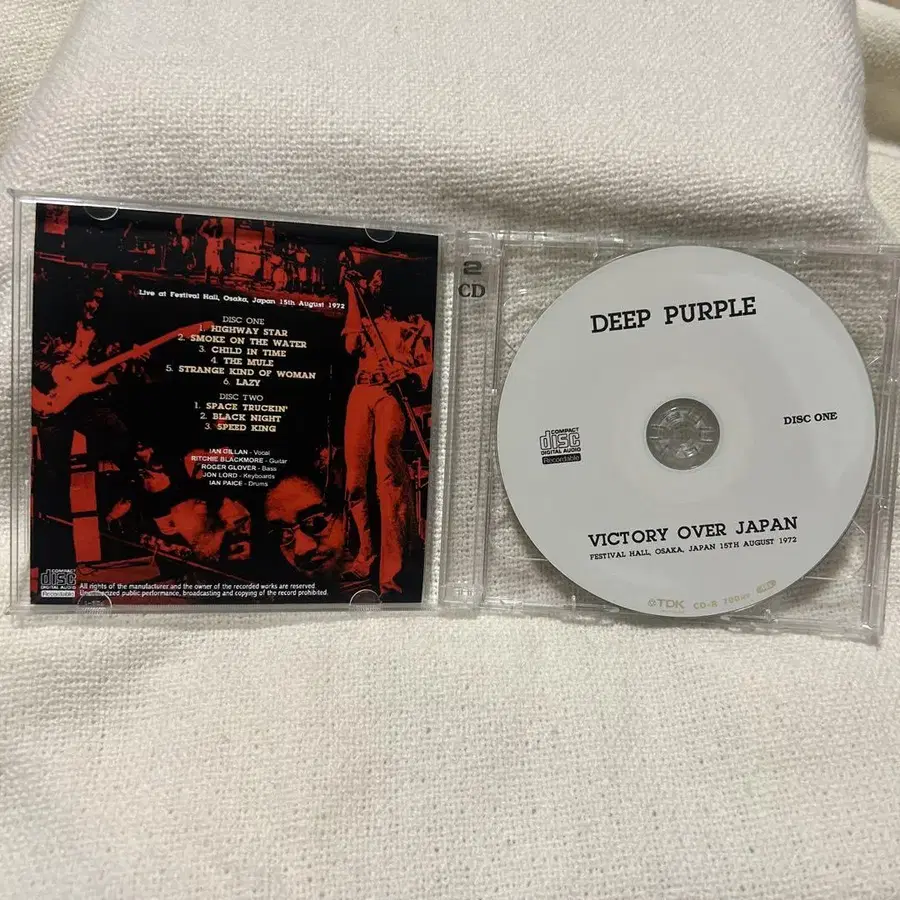 Live at Festival Hall, Osaka, Japan 15th August 1972
DISC ONE
1. HIGHWAY STAR
2. SMOKE ON THE WATER
3. CHILD IN TIME
4. THE MULE
5. STRANGE KIND OF WOMAN
6. LAZY
DISC TWO
1. SPACE TRUCKIN'
2. BLACK NIGHT
3. SPEED KING
IAN GILLAN - Vocal
RITCHIE BLACKMORE - Guitar
ROGER GLOVER - Bass
JON LORD - Keyboards
IAN PAICE - Drums
COMPACT
disc
DIGITAL AUDIO
Recordable
All rights of the manufacturer and the owner of the recorded works are reserved.
Unauthorized public performance, broadcasting and copying of the record prohibited.
2
CD
DEEP PURPLE
DISC ONE
COMPACT
disc
DIGITAL AUDIO
Recordable
VICTORY OVER JAPAN
FESTIVAL HALL, OSAKA, JAPAN 15TH AUGUST 1972
TDK CD-R 700MB